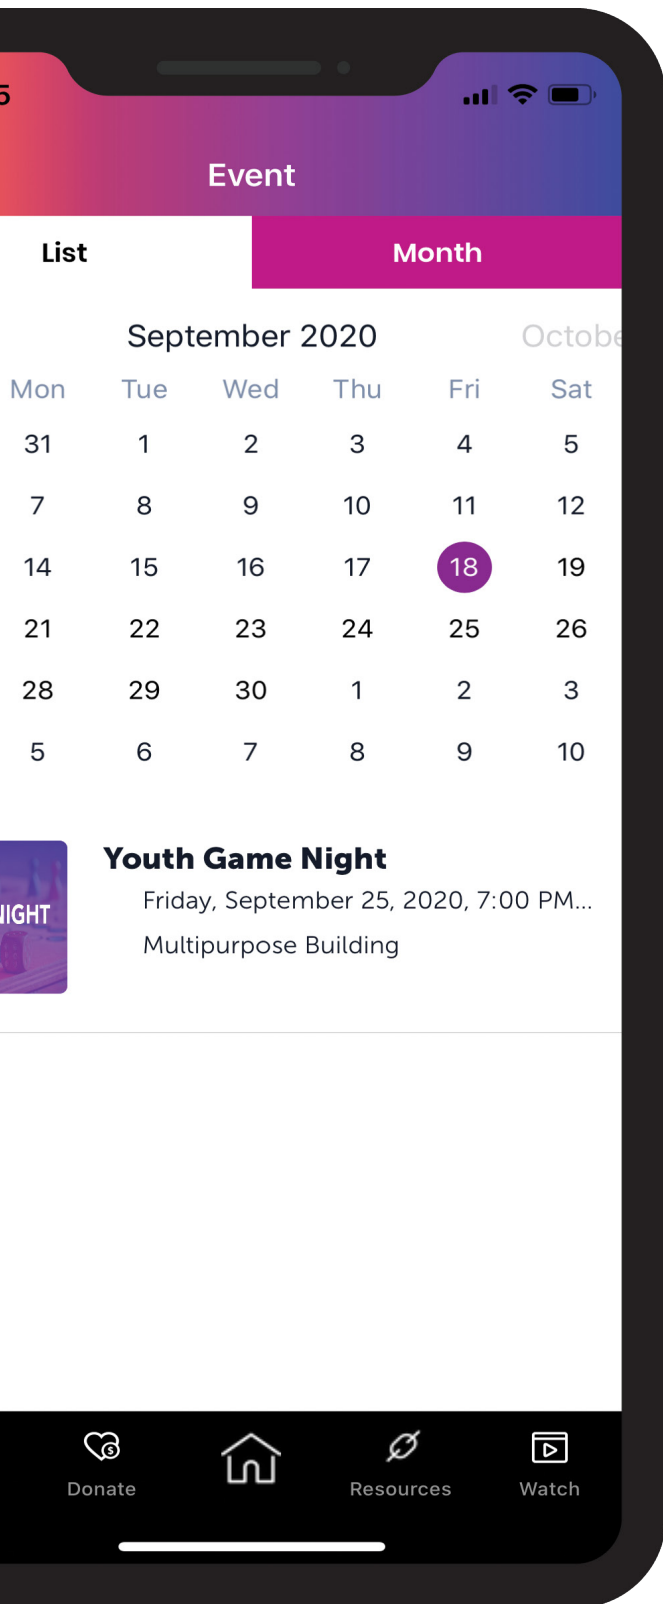 5
Event
List Month
September 2020 Octobe
Mon Tue Wed Thu Fri Sat
31 1 2 3 4 5
7 8 9 10 11 12
14 15 16 17 18 19
21 22 23 24 25 26
28 29 30 1 2 3
5 6 7 8 9 10
Youth Game Night
Friday, September 25, 2020, 7:00 PM...
NIGHT
Multipurpose Building
Donate Resources Watch